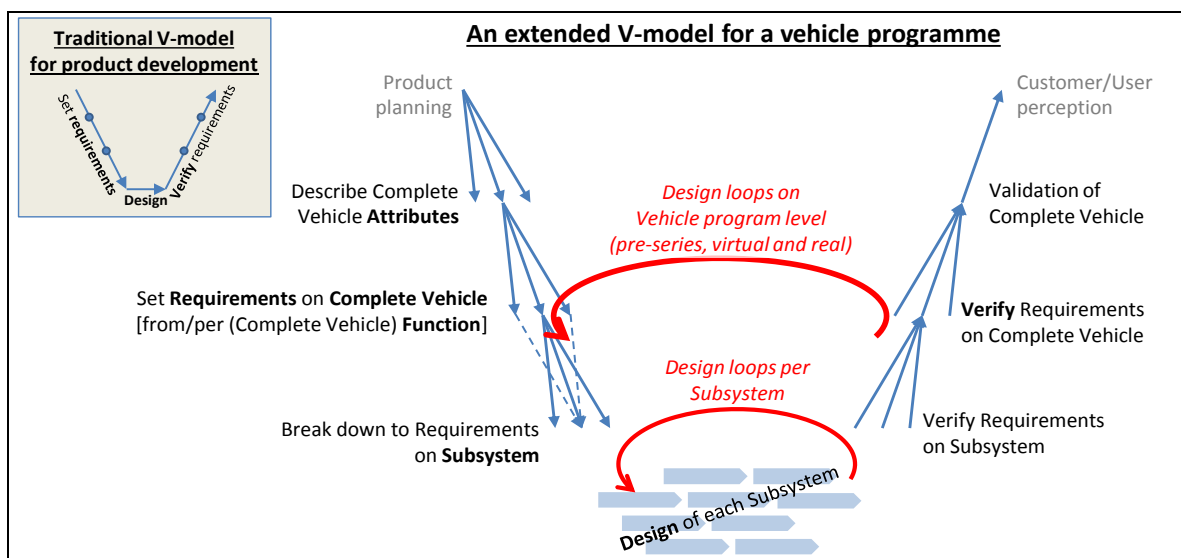 Traditional V-model
for product development
Set requirements
Design
Verify requirements
An extended V-model for a vehicle programme
Product
planning
Customer/User
perception
Describe Complete
Vehicle Attributes
Design loops on
Vehicle program level
(pre-series, virtual and real)
Validation of
Complete Vehicle
Set Requirements on Complete Vehicle
[from/per (Complete Vehicle) Function]
Verify Requirements
on Complete Vehicle
Design loops per
Subsystem
Break down to Requirements
on Subsystem
Verify Requirements
on Subsystem
Design of each Subsystem